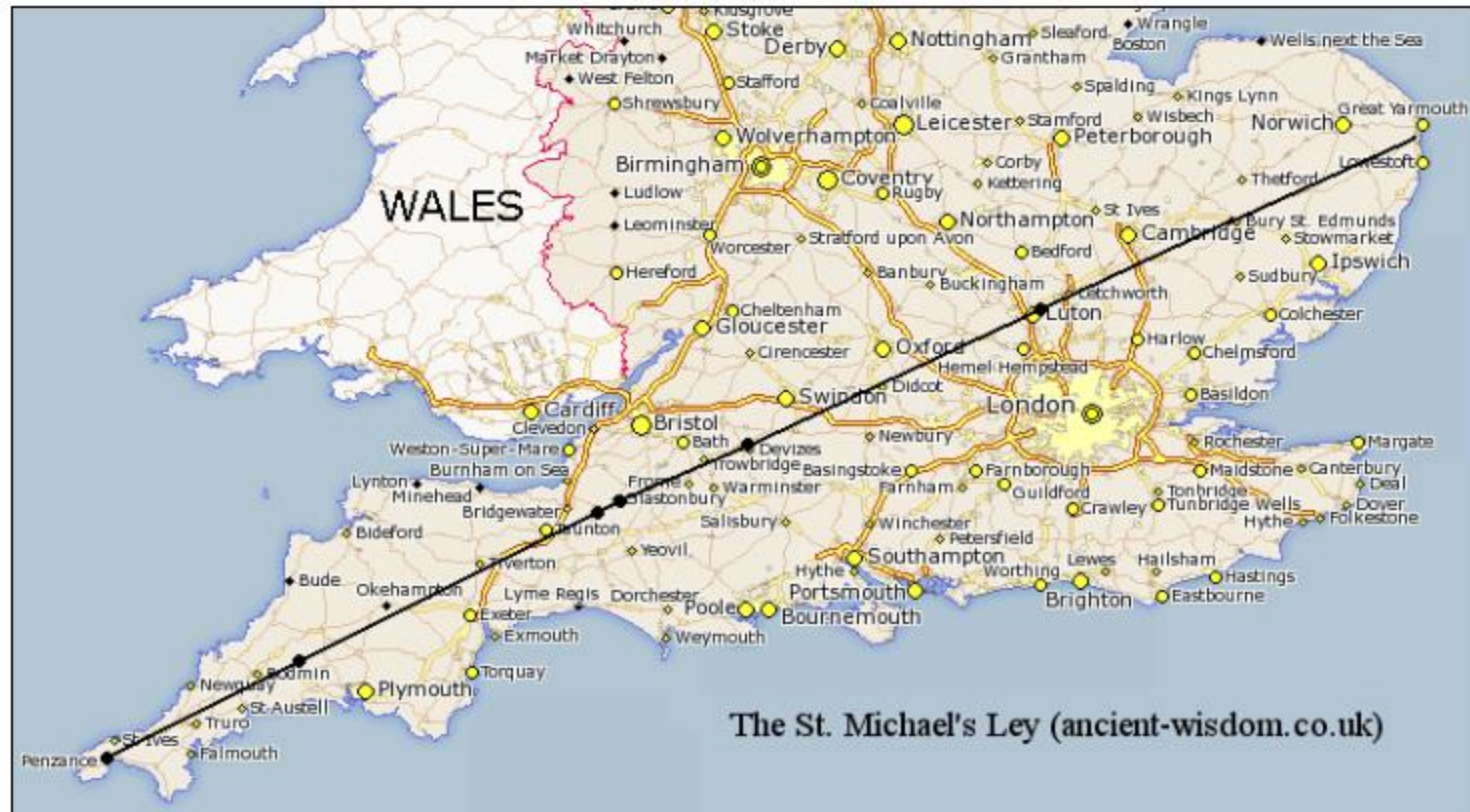 Klosgrove
Wrangle
Whitchurch
Stoke
Derby
Nottingham
Sleaford
Boston
Wells next the Sea
Market Drayton
Grantham
West Felton
Stafford
Spalding
Kings Lynn
Shrewsbury
Coalville
Great Yarmouth
Wolverhampton
Leicester
Stamford
Wisbech
Norwich
Peterborough
Birmingham
Corby
Lowestoft
Coventry
Kettering
Thetford
WALES
Ludlow
Rugby
Leominster
Northampton
St Ives
Bury St. Edmunds
Worcester
Stratford upon Avon
Cambridge
Stowmarket
Bedford
Ipswich
Hereford
Banbury
Buckingham
Sudbury
Letchworth
Cheltenham
Luton
Colchester
Gloucester
Cirencester
Oxford
Harlow
Chelmsford
Hemel Hempstead
Didcot
Swindon
London
Basildon
Cardiff
Clevedon
Bristol
Newbury
Weston-Super-Mare
Bath
Devizes
Rochester
Margate
Burnham on Sea
Trowbridge
Basingstoke
Farnborough
Maidstone
Canterbury
Lynton
Minehead
Frome
Warminster
Farnham
Guildford
Tonbridge
Deal
Glastonbury
Bridgewater
Crawley
Tunbridge Wells
Dover
Bideford
Taunton
Salisbury
Winchester
Hythe
Folkestone
Petersfield
Yeovil
Tiverton
Southampton
Hythe
Worthing
Lewes
Hailsham
Bude
Hastings
Okehampton
Lyme Regis
Dorchester
Poole
Portsmouth
Brighton
Eastbourne
Exeter
Bournemouth
Exmouth
Weymouth
Bodmin
Torquay
Newquay
Plymouth
St Austell
Truro
The St. Michael's Ley (ancient-wisdom.co.uk)
St Ives
Penzance
Falmouth